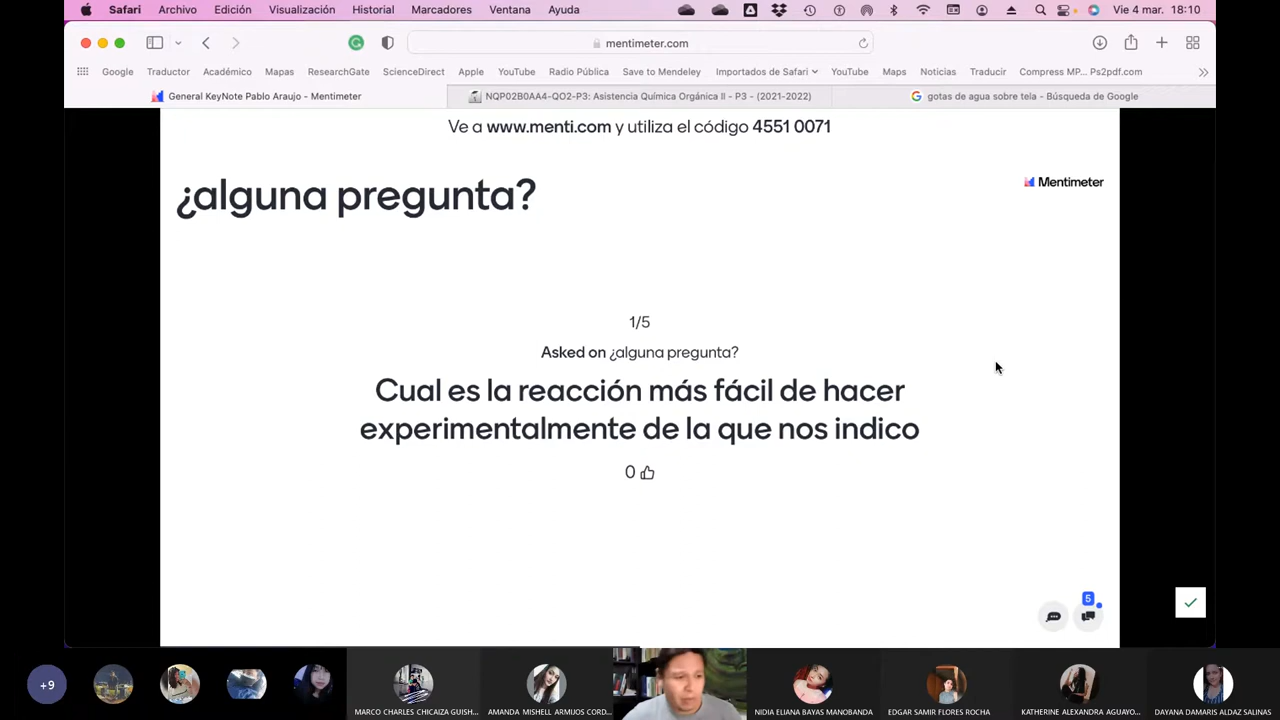 Safari Archivo Edición Visualización Historial Marcadores Ventana Ayuda Vie 4 mar. 18:10
mentimeter.com
Google Traductor Académico Mapas ResearchGate ScienceDirect Apple YouTube Radio Pública Save to Mendeley Importados de Safari YouTube Maps Noticias Traducir Compress MP... Ps2pdf.com
General KeyNote Pablo Araujo - Mentimeter
NQP02B0AA4-QO2-P3: Asistencia Química Orgánica II - P3 - (2021-2022)
gotas de agua sobre tela - Búsqueda de Google
Ve a www.menti.com y utiliza el código 4551 0071
¿alguna pregunta?
Mentimeter
1/5
Asked on ¿alguna pregunta?
Cual es la reacción más fácil de hacer
experimentalmente de la que nos indico
0
5
+9
MARCO CHARLES CHICAIZA GUISH...
AMANDA MISHELL ARMIJOS CORD...
NIDIA ELIANA BAYAS MANOBANDA
EDGAR SAMIR FLORES ROCHA
KATHERINE ALEXANDRA AGUAYO...
DAYANA DAMARIS ALDAZ SALINAS